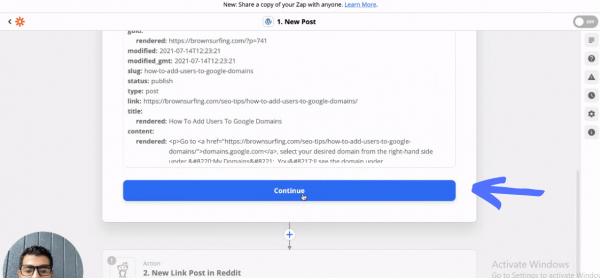 New: Share a copy of your Zap with anyone. Learn More.
1. New Post
OFF
guid:
rendered: https://brownsurfing.com/?p=741
modified: 2021-07-14T12:23:21
modified_gmt: 2021-07-14T12:23:21
slug: how-to-add-users-to-google-domains
status: publish
type: post
link: https://brownsurfing.com/seo-tips/how-to-add-users-to-google-domains/
title:
rendered: How To Add Users To Google Domains
content:
rendered: <p>Go to <a href="https://brownsurfing.com/seo-tips/how-to-add-users-to-google-
domains/">domains.google.com</a>, select your desired domain from the right-hand side
under &#8220;My Domains&#8221;. You&#8217;ll see the domain under
Continue
Action
2. New Link Post in Reddit
Activate Windows
Go to Settings to activate Windows